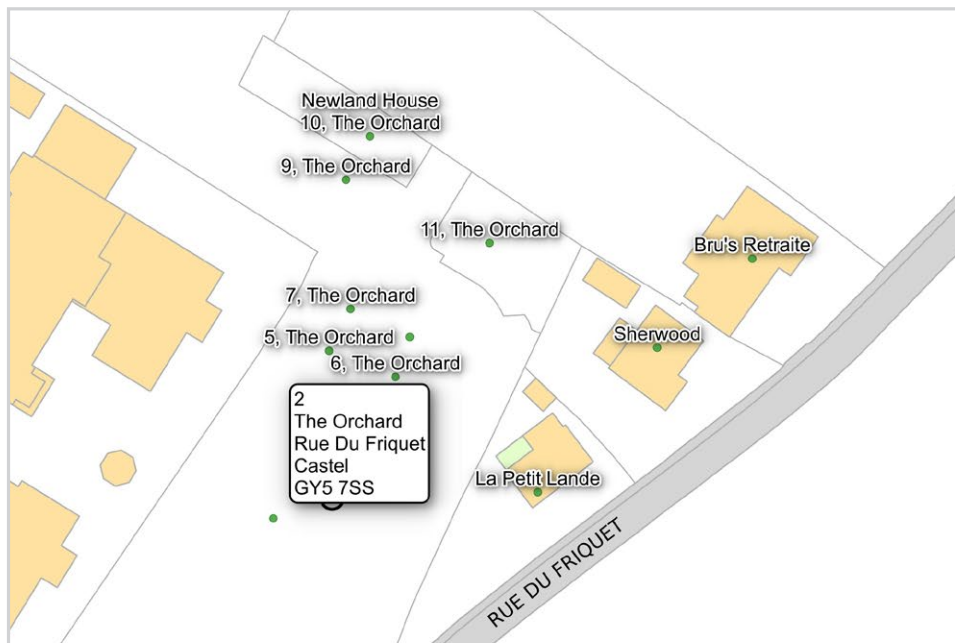 Newland House
10, The Orchard
9, The Orchard
11, The Orchard
Bru's Retraite
7, The Orchard
Sherwood
5, The Orchard
6, The Orchard
2
The Orchard
Rue Du Friquet
Castel
GY5 7SS
La Petit Lande
RUE DU FRIQUET